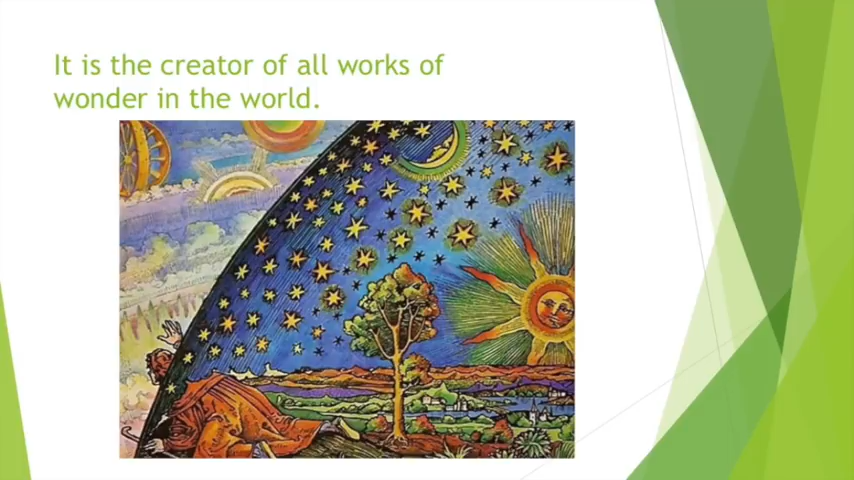 It is the creator of all works of
wonder in the world.